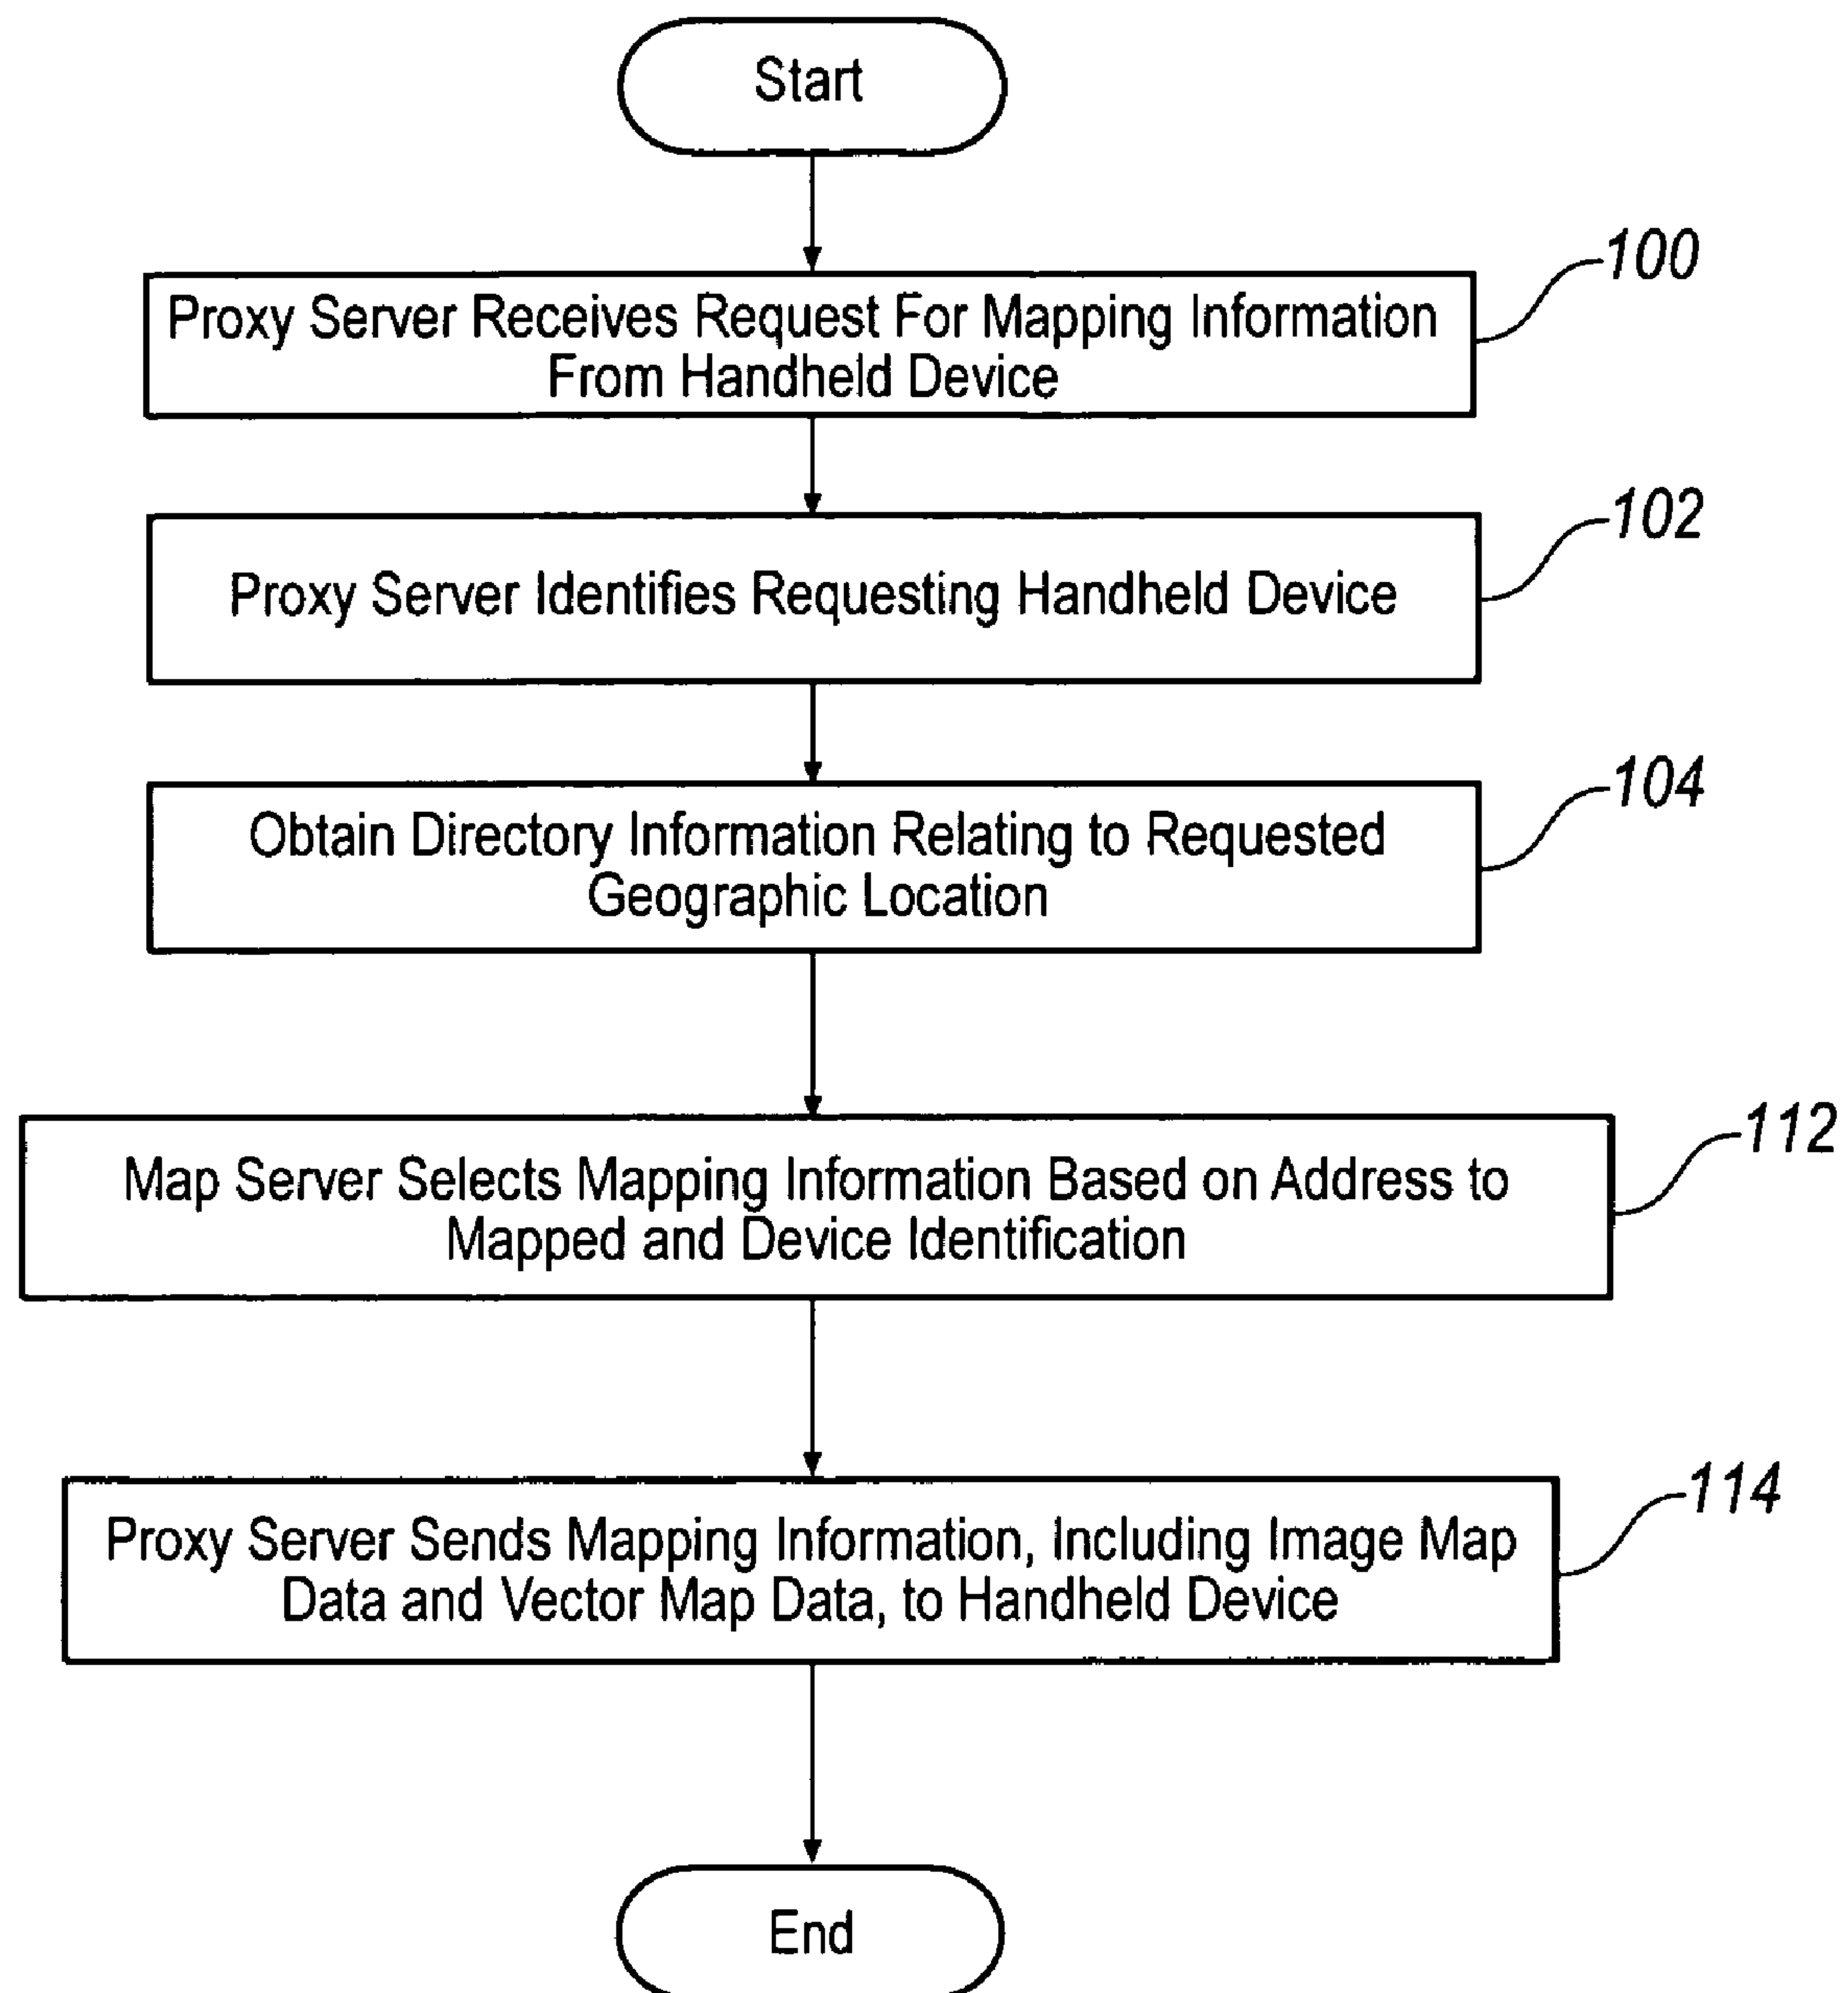 Start
100
Proxy Server Receives Request For Mapping Information
From Handheld Device
102
Proxy Server Identifies Requesting Handheld Device
104
Obtain Directory Information Relating to Requested
Geographic Location
112
Map Server Selects Mapping Information Based on Address to
Mapped and Device Identification
114
Proxy Server Sends Mapping Information, Including Image Map
Data and Vector Map Data, to Handheld Device
End